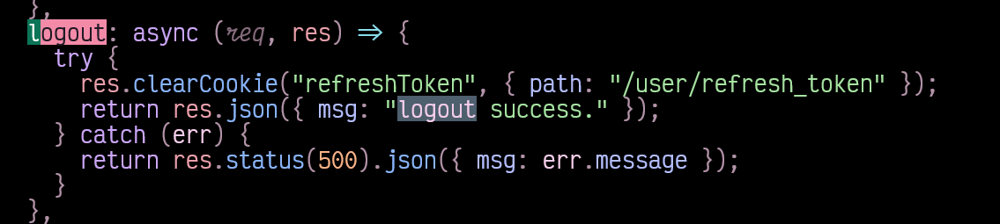 },
logout: async (req, res) => {
  try {
    res.clearCookie("refreshToken", { path: "/user/refresh_token" });
    return res.json({ msg: "logout success." });
  } catch (err) {
    return res.status(500).json({ msg: err.message });
  }
},